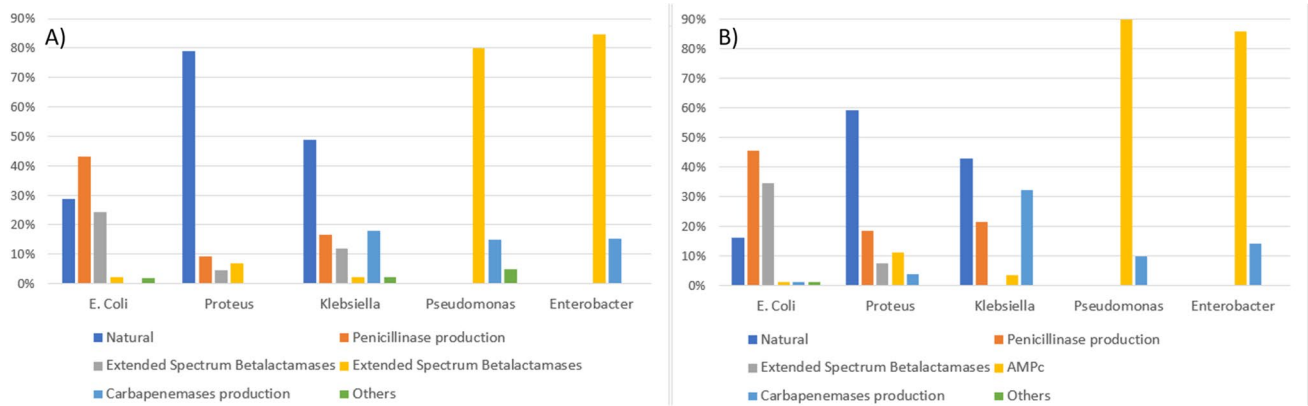 A)
90%
80%
70%
60%
50%
40%
30%
20%
10%
0%
E. Coli Proteus Klebsiella Pseudomonas Enterobacter
Natural Penicillinase production
Extended Spectrum Betalactamases Extended Spectrum Betalactamases
Carbapenemases production Others
B)
90%
80%
70%
60%
50%
40%
30%
20%
10%
0%
E. Coli Proteus Klebsiella Pseudomonas Enterobacter
Natural Penicillinase production
Extended Spectrum Betalactamases AMPc
Carbapenemases production Others